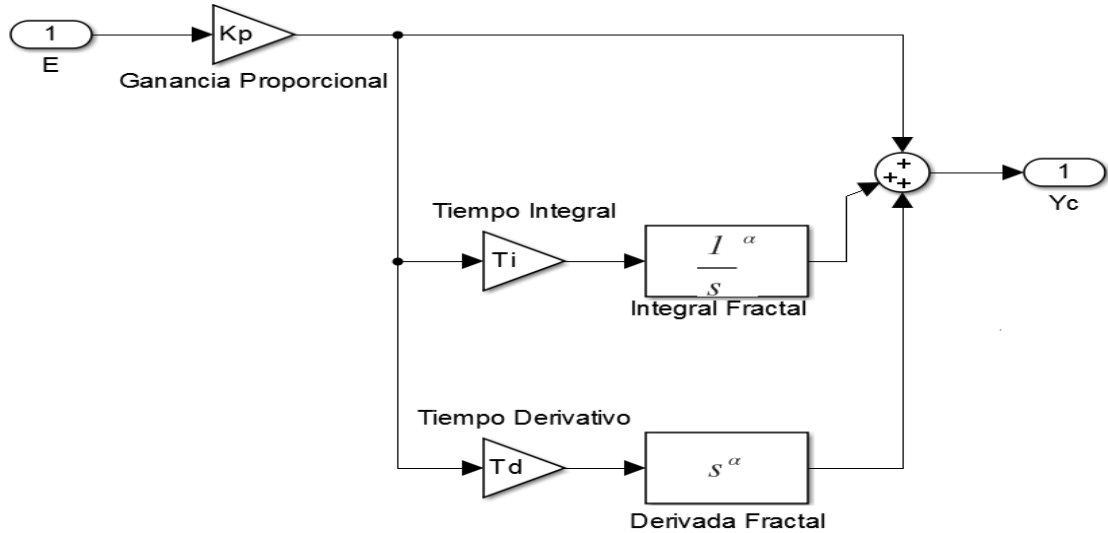 1
E
Kp
Ganancia Proporcional
+
++
1
Yc
Tiempo Integral
Ti
1 α
s
Integral Fractal
Tiempo Derivativo
Td
s α
Derivada Fractal